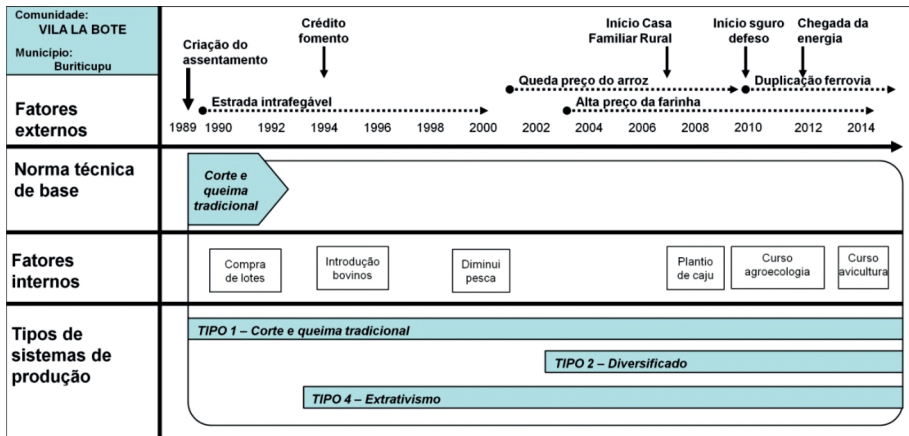 Comunidade:
VILA LA BOTE
Município:
Buriticupu
Criação do
assentamento
Crédito
fomento
Início Casa
Familiar Rural
Inicio sguro
defeso
Chegada da
energia
Queda preço do arroz
Duplicação ferrovia
Estrada intrafegável
Alta preço da farinha
Fatores
externos
1989 1990 1992 1994 1996 1998 2000 2002 2004 2006 2008 2010 2012 2014
Norma técnica
de base
Corte e
queima
tradicional
Fatores
internos
Compra
de lotes
Introdução
bovinos
Diminui
pesca
Plantio
de caju
Curso
agroecologia
Curso
avicultura
Tipos de
sistemas de
produção
TIPO 1 – Corte e queima tradicional
TIPO 2 – Diversificado
TIPO 4 – Extrativismo